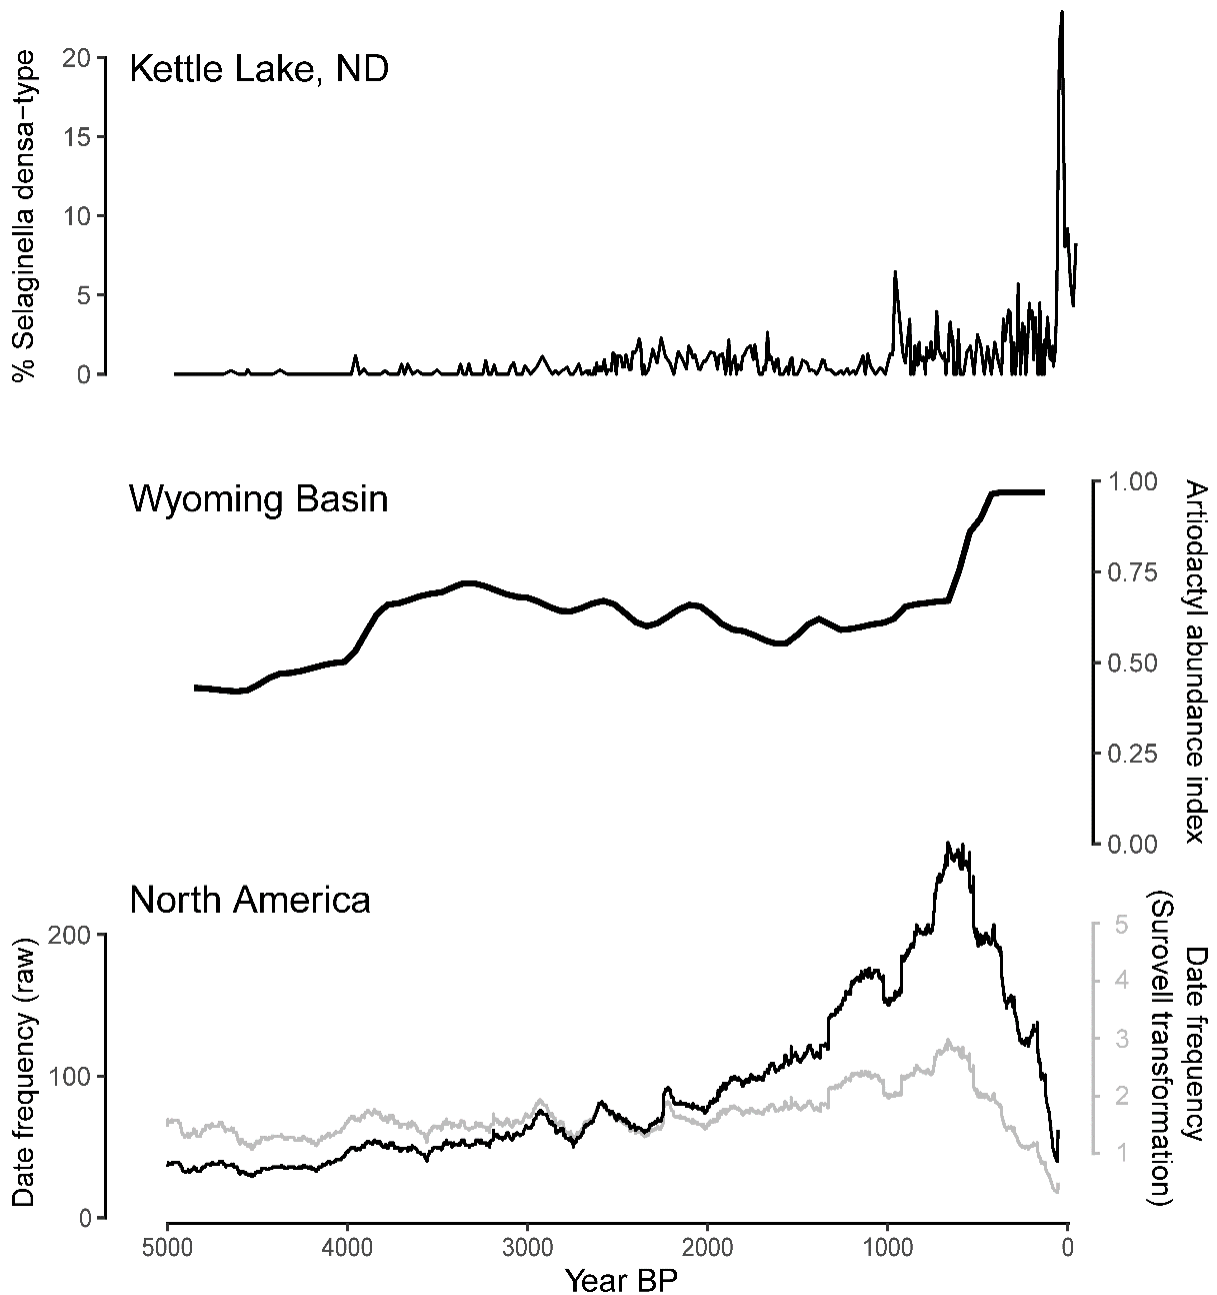 Kettle Lake, ND
% Selaginella densa−type
20
15
10
5
0
Wyoming Basin
1.00
0.75
0.50
0.25
0.00
Artiodactyl abundance index
North America
Date frequency (raw)
200
100
0
5
4
3
2
1
Date frequency
(Surovell transformation)
5000 4000 3000 2000 1000 0
Year BP